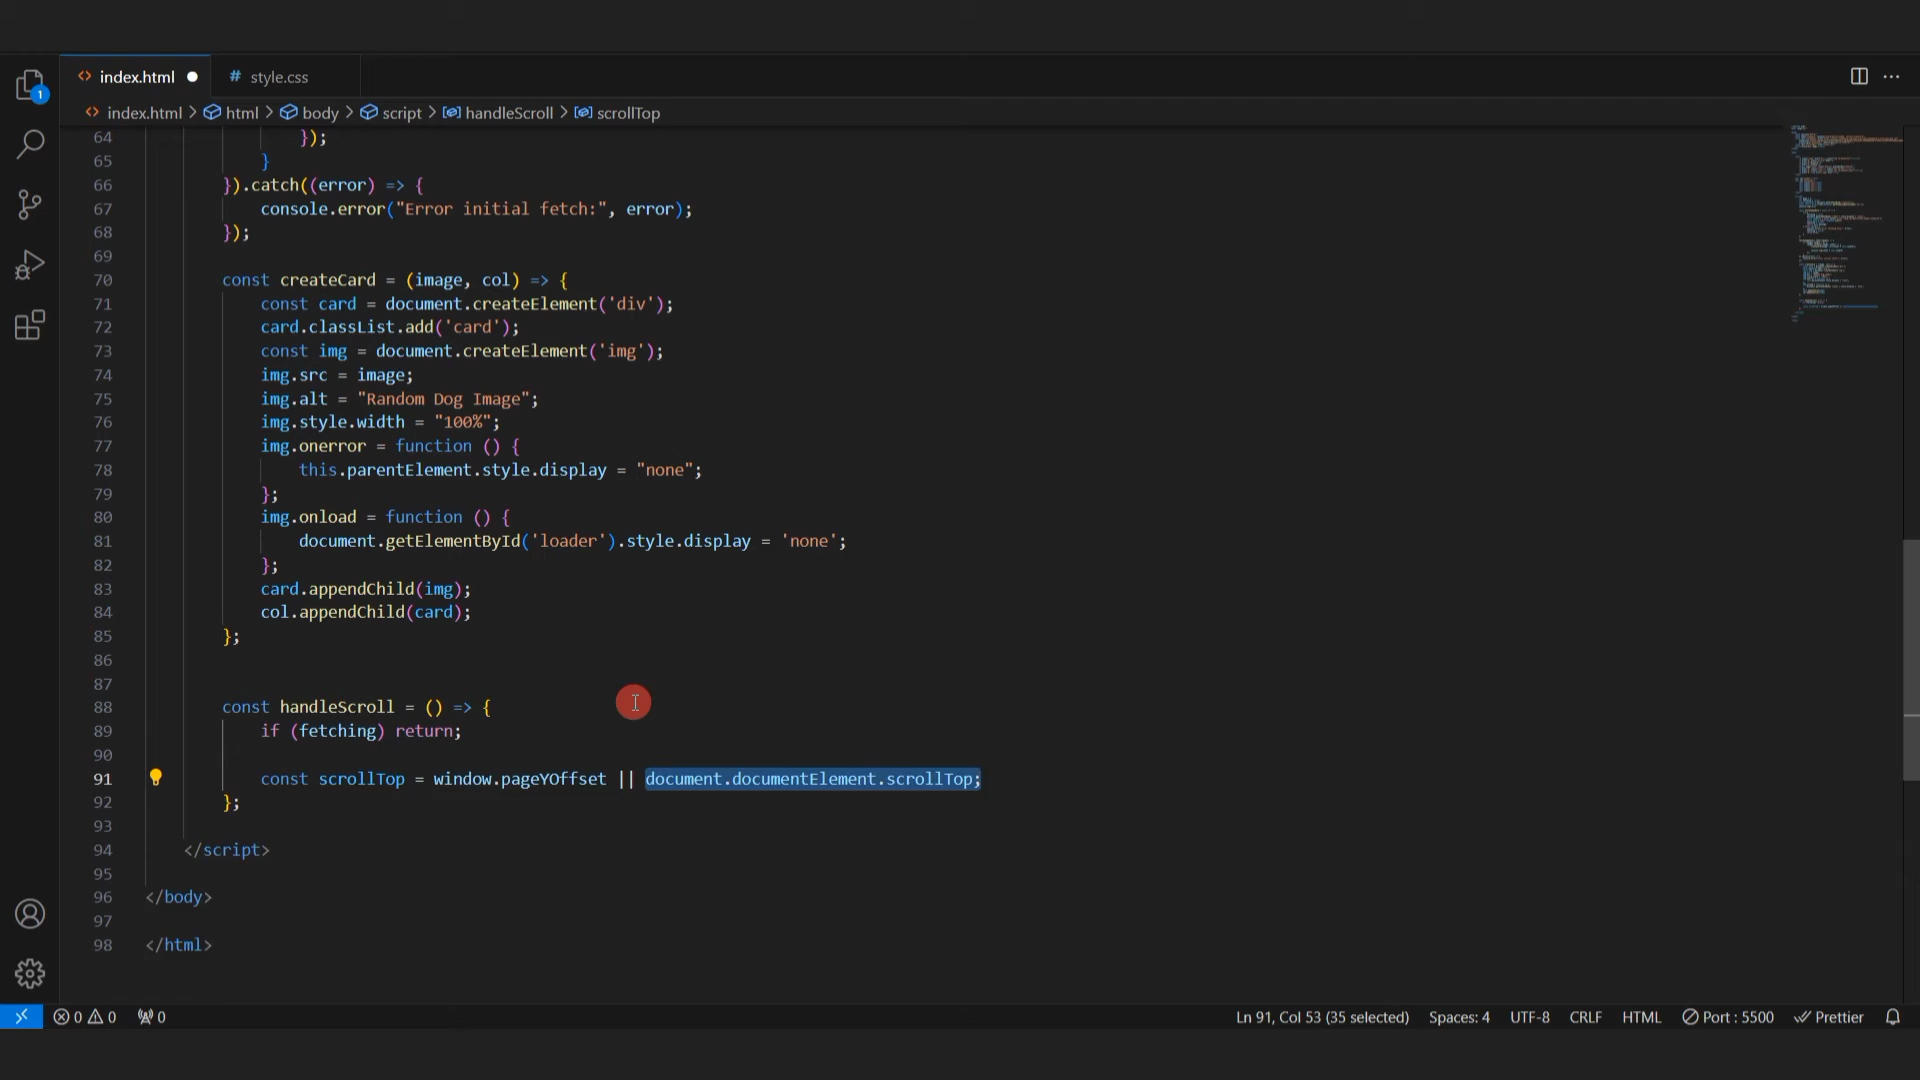 index.html
# style.css
index.html > html > body > script > handleScroll > scrollTop
1
64 });
65 }
66 }).catch((error) => {
67 console.error("Error initial fetch:", error);
68 });
69
70 const createCard = (image, col) => {
71 const card = document.createElement('div');
72 card.classList.add('card');
73 const img = document.createElement('img');
74 img.src = image;
75 img.alt = "Random Dog Image";
76 img.style.width = "100%";
77 img.onerror = function () {
78 this.parentElement.style.display = "none";
79 };
80 img.onload = function () {
81 document.getElementById('loader').style.display = 'none';
82 };
83 card.appendChild(img);
84 col.appendChild(card);
85 };
86
87
88 const handleScroll = () => {
89 if (fetching) return;
90
91 const scrollTop = window.pageYOffset || document.documentElement.scrollTop;
92 };
93
94 </script>
95
96 </body>
97
98 </html>
0 0 0 Ln 91, Col 53 (35 selected) Spaces: 4 UTF-8 CRLF HTML Port : 5500 Prettier